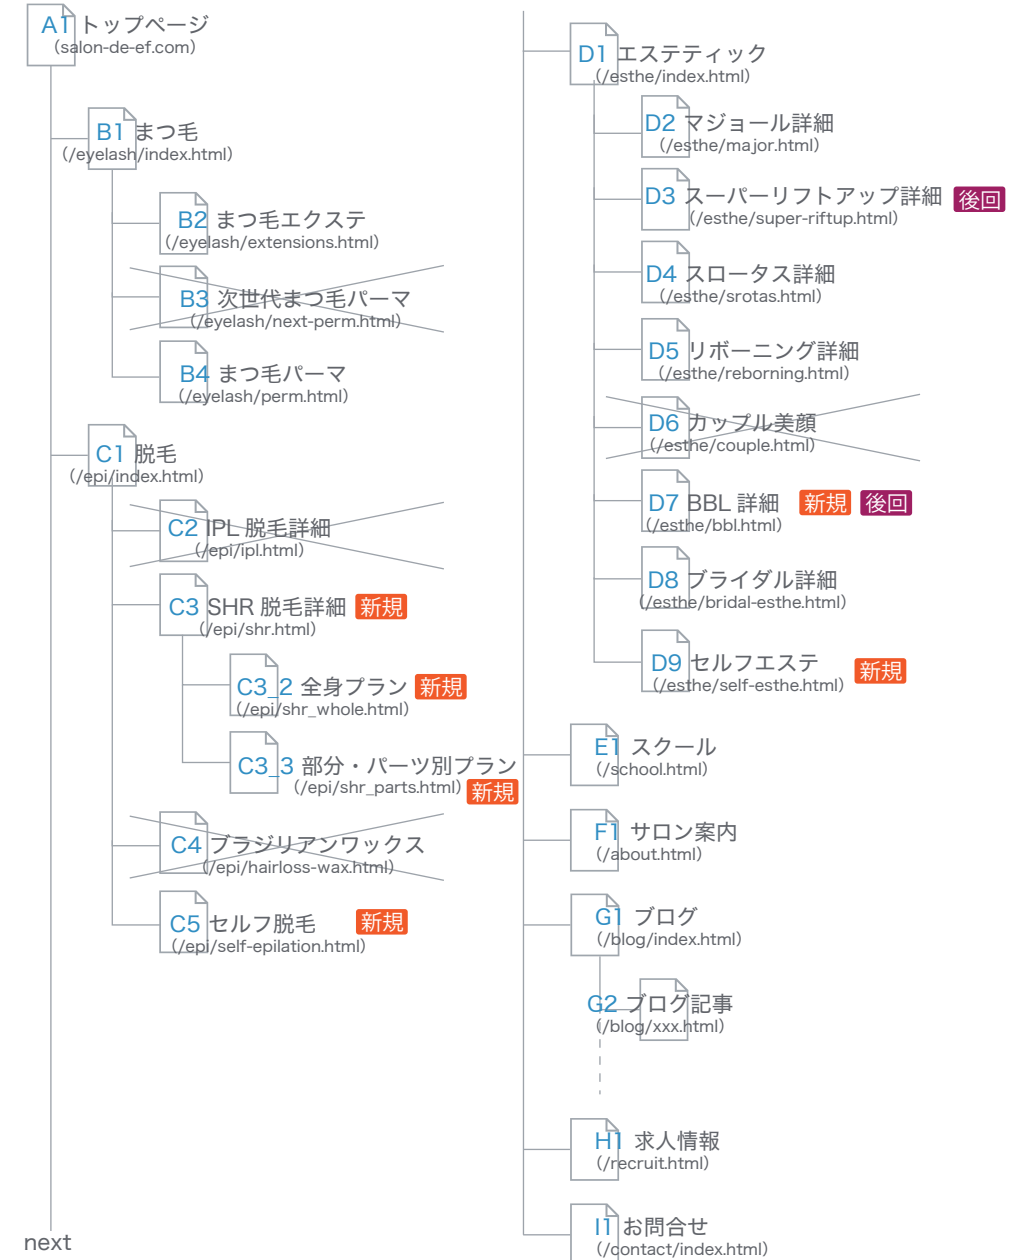 A1 トップページ
（salon-de-ef.com）
B1 まつ毛
（/eyelash/index.html）
B2 まつ毛エクステ
（/eyelash/extensions.html）
B3 次世代まつ毛パーマ
（/eyelash/next-perm.html）
B4 まつ毛パーマ
（/eyelash/perm.html）
C1 脱毛
（/epi/index.html）
C2 IPL 脱毛詳細
（/epi/ipl.html）
C3 SHR 脱毛詳細 新規
（/epi/shr.html）
C3_2 全身プラン 新規
（/epi/shr_whole.html）
C3_3 部分・パーツ別プラン
（/epi/shr_parts.html） 新規
C4 ブラジリアンワックス
（/epi/hairloss-wax.html）
C5 セルフ脱毛 新規
（/epi/self-epilation.html）
next
D1 エステティック
（/esthe/index.html）
D2 マジョール詳細
（/esthe/major.html）
D3 スーパーリフトアップ詳細 後回
（/esthe/super-riftup.html）
D4 スロータス詳細
（/esthe/srotas.html）
D5 リボーニング詳細
（/esthe/reborning.html）
D6 カップル美顔
（/esthe/couple.html）
D7 BBL 詳細 新規 後回
（/esthe/bbl.html）
D8 ブライダル詳細
（/esthe/bridal-esthe.html）
D9 セルフエステ 新規
（/esthe/self-esthe.html）
E1 スクール
（/school.html）
F1 サロン案内
（/about.html）
G1 ブログ
（/blog/index.html）
G2 ブログ記事
（/blog/xxx.html）
H1 求人情報
（/recruit.html）
I1 お問合せ
（/contact/index.html）